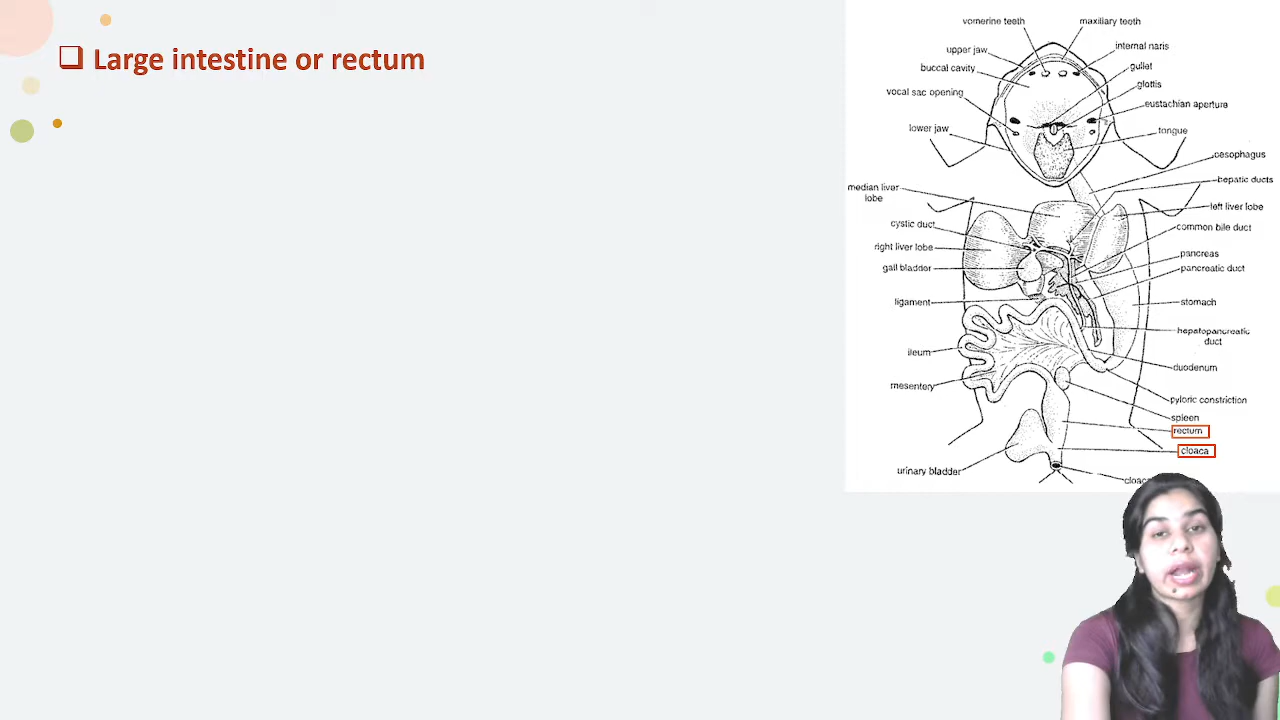 Large intestine or rectum
vomerine teeth
maxiliary teeth
upper jaw
internal naris
buccal cavity
gullet
vocal sac opening
glottis
eustachian aperture
lower jaw
tongue
oesophagus
hepatic ducts
median liver
lobe
left liver lobe
cystic duct
common bile duct
right liver lobe
pancreas
gall bladder
pancreatic duct
ligament
stomach
hepatopancreatic
duct
ileum
duodenum
mesentery
pyloric constriction
spleen
rectum
cloaca
urinary bladder